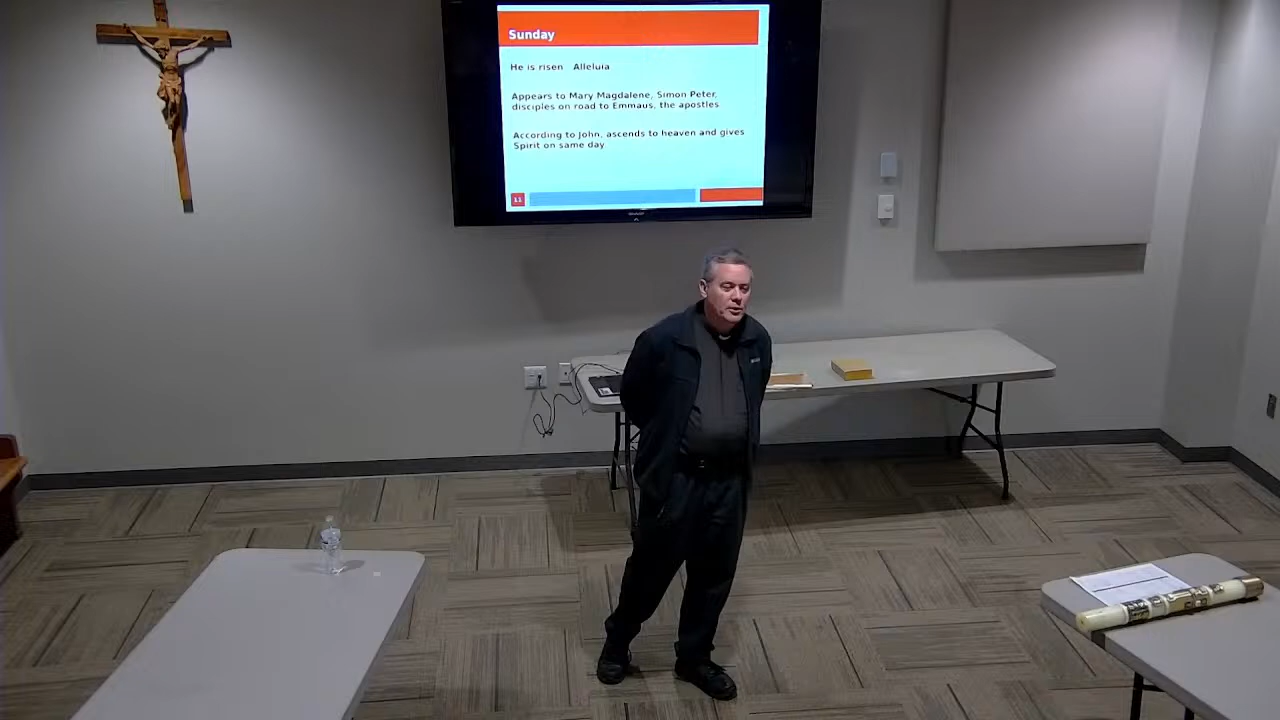 Sunday
He is risen Alleluia
Appears to Mary Magdalene, Simon Peter,
disciples on road to Emmaus, the apostles
According to John, ascends to heaven and gives
Spirit on same day
11
SHARP